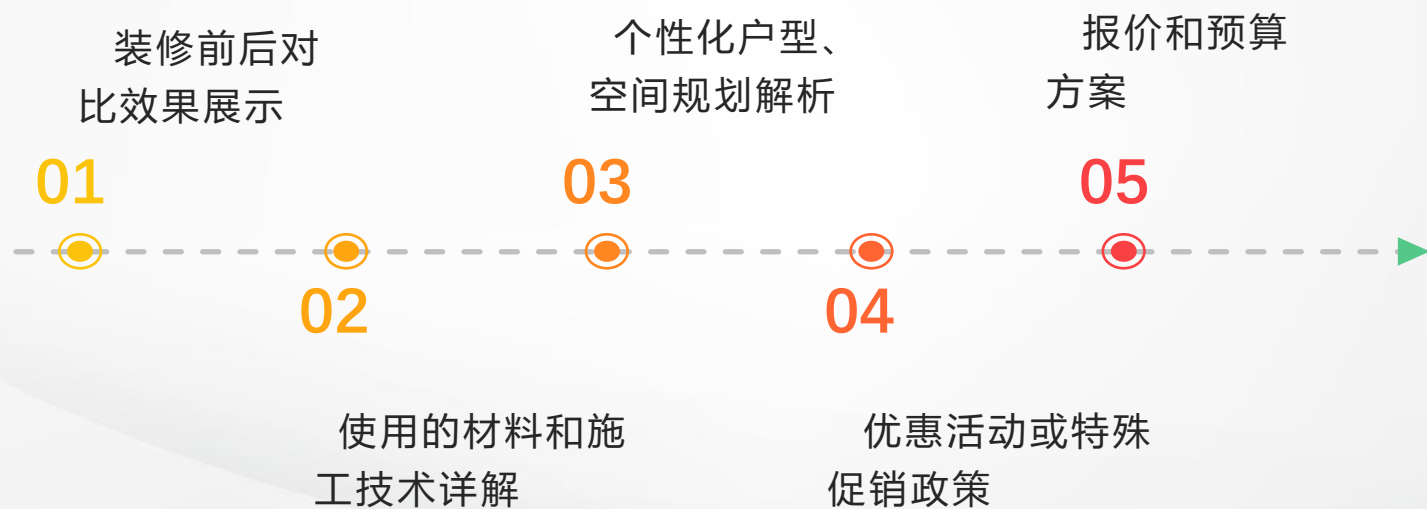 装修前后对
比效果展示
01
02
使用的材料和施
工技术详解
个性化户型、
空间规划解析
03
04
优惠活动或特殊
促销政策
报价和预算
方案
05